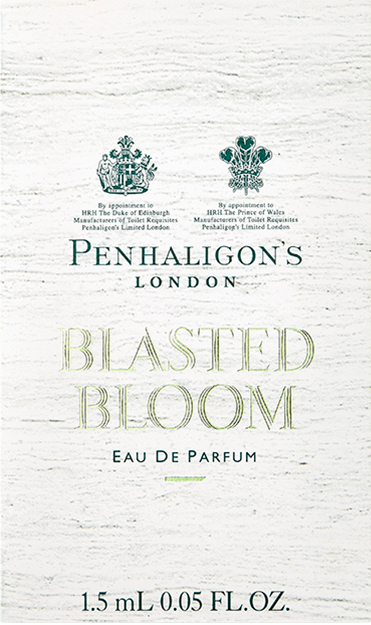 By appointment to
HRH The Duke of Edinburgh
Manufacturers of Toilet Requisites
Penhaligon's Limited London
By appointment to
HRH The Prince of Wales
Manufacturers of Toilet Requisites
Penhaligon's Limited London
PENHALIGON'S
LONDON
BLASTED
BLOOM
EAU DE PARFUM
1.5 mL 0.05 FL.OZ.